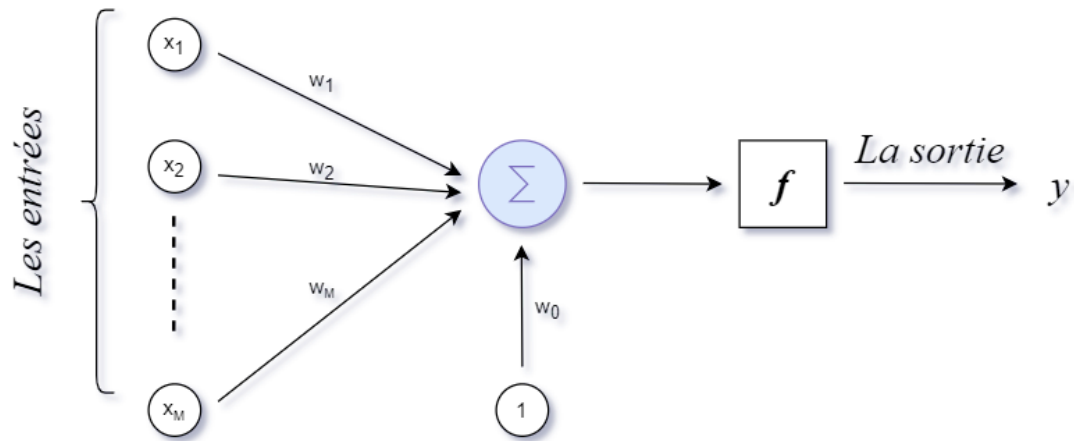 Les entrées
x1
w1
x2
w2
∑
f
La sortie
y
wM
w0
xM
1